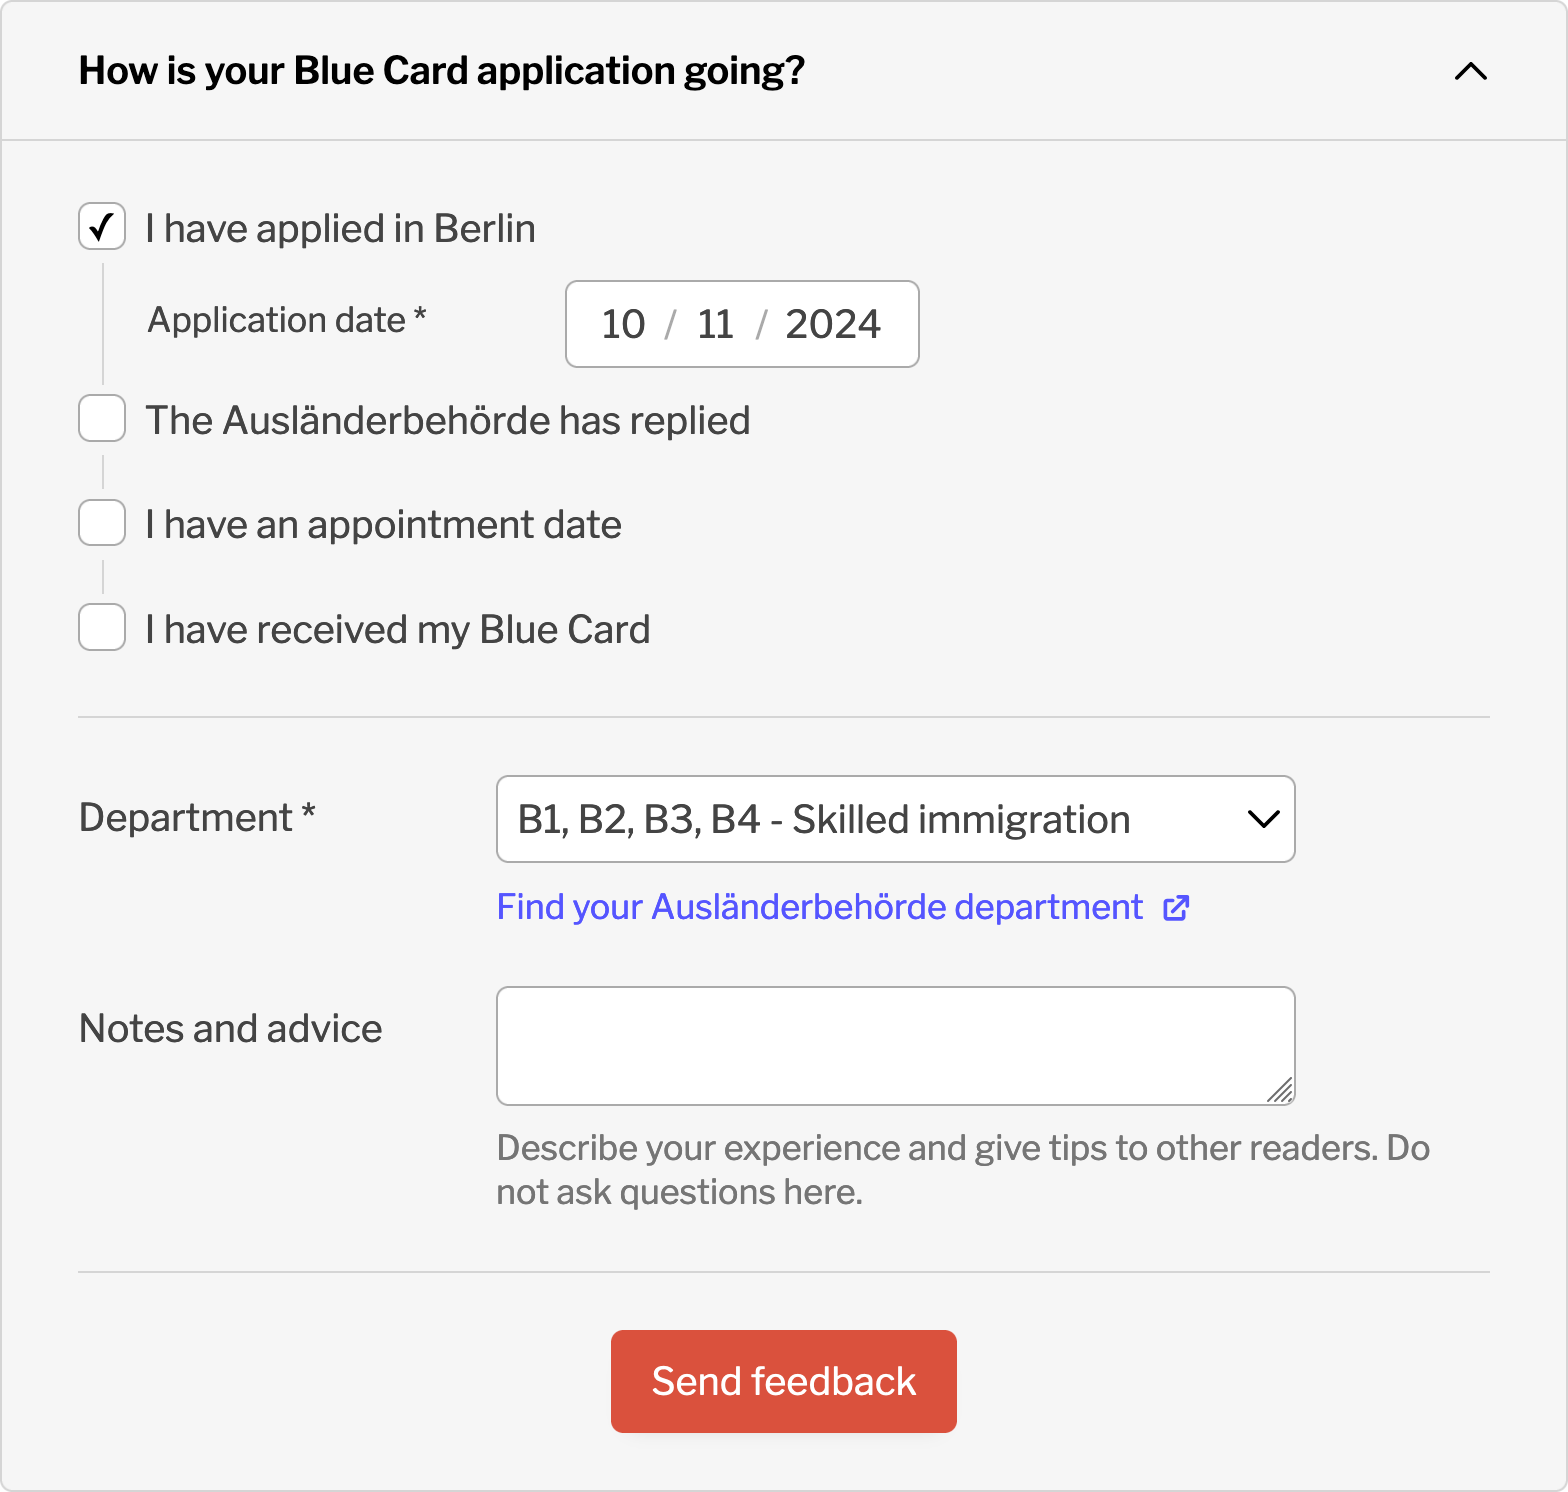 How is your Blue Card application going?
I have applied in Berlin
Application date *
10 / 11 / 2024
The Ausländerbehörde has replied
I have an appointment date
I have received my Blue Card
Department *
B1, B2, B3, B4 - Skilled immigration
Find your Ausländerbehörde department
Notes and advice
Describe your experience and give tips to other readers. Do
not ask questions here.
Send feedback